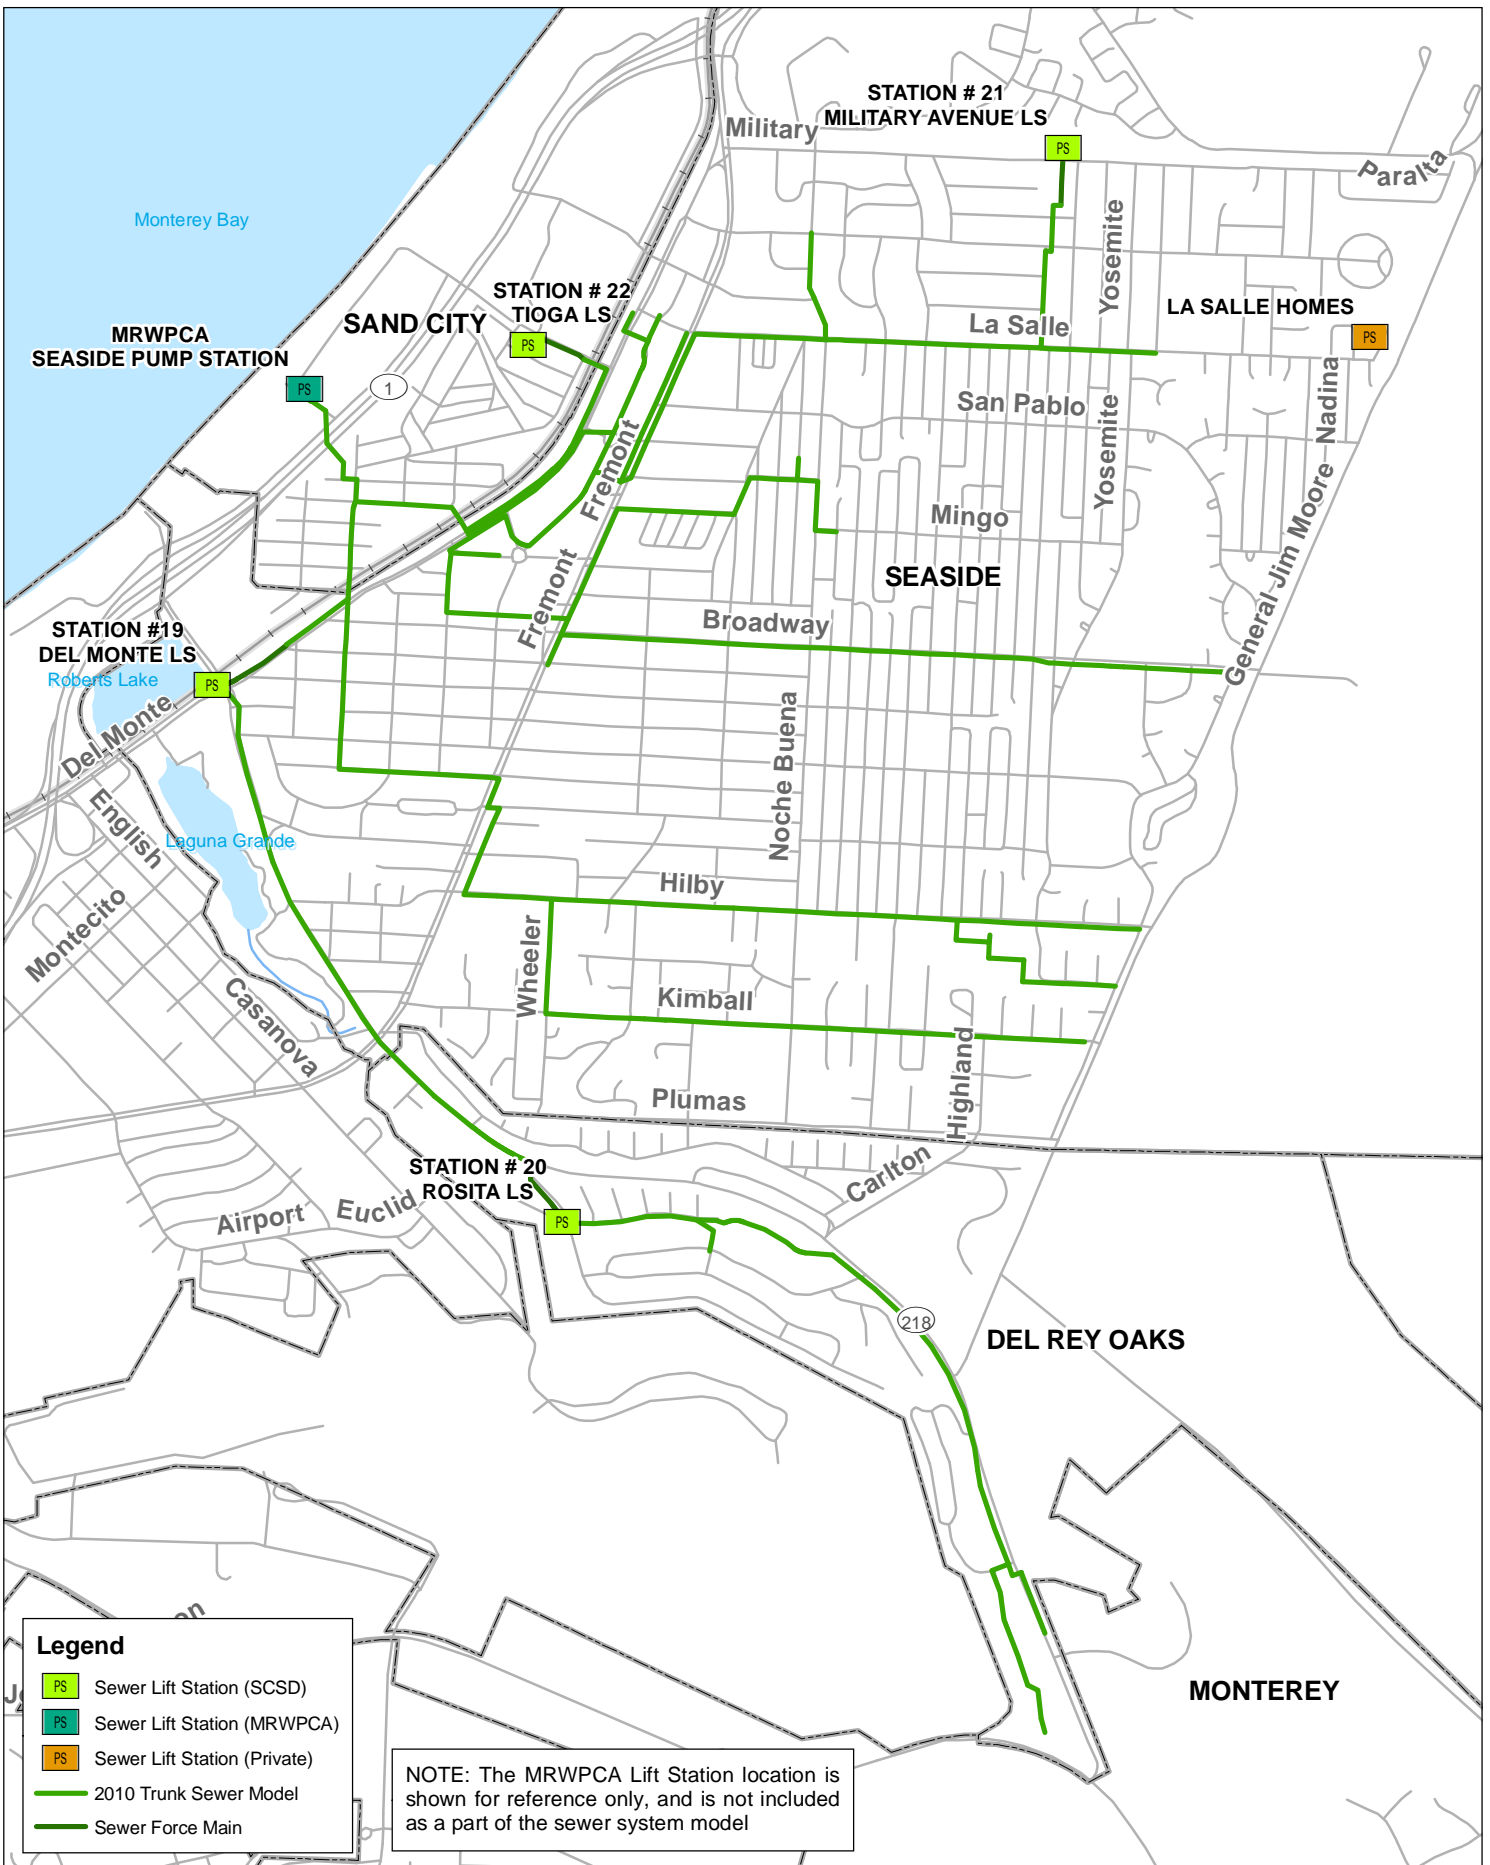 STATION # 21
MILITARY AVENUE LS
Military
PS
Paralta
Monterey Bay
Yosemite
STATION # 22
TIOGA LS
LA SALLE HOMES
MRWPCA
SEASIDE PUMP STATION
SAND CITY
La Salle
PS
PS
PS
1
Nadina
San Pablo
Yosemite
Fremont
Mingo
General Jim Moore
SEASIDE
Fremont
Broadway
STATION #19
DEL MONTE LS
Roberts Lake
PS
Del Monte
Noche Buena
English
Laguna Grande
Hilby
Montecito
Wheeler
Casanova
Kimball
Highland
Plumas
STATION # 20
ROSITA LS
Carlton
Airport
Euclid
PS
218
DEL REY OAKS
MONTEREY
on
Legend
PS Sewer Lift Station (SCSD)
PS Sewer Lift Station (MRWPCA)
PS Sewer Lift Station (Private)
2010 Trunk Sewer Model
Sewer Force Main
NOTE: The MRWPCA Lift Station location is
shown for reference only, and is not included
as a part of the sewer system model